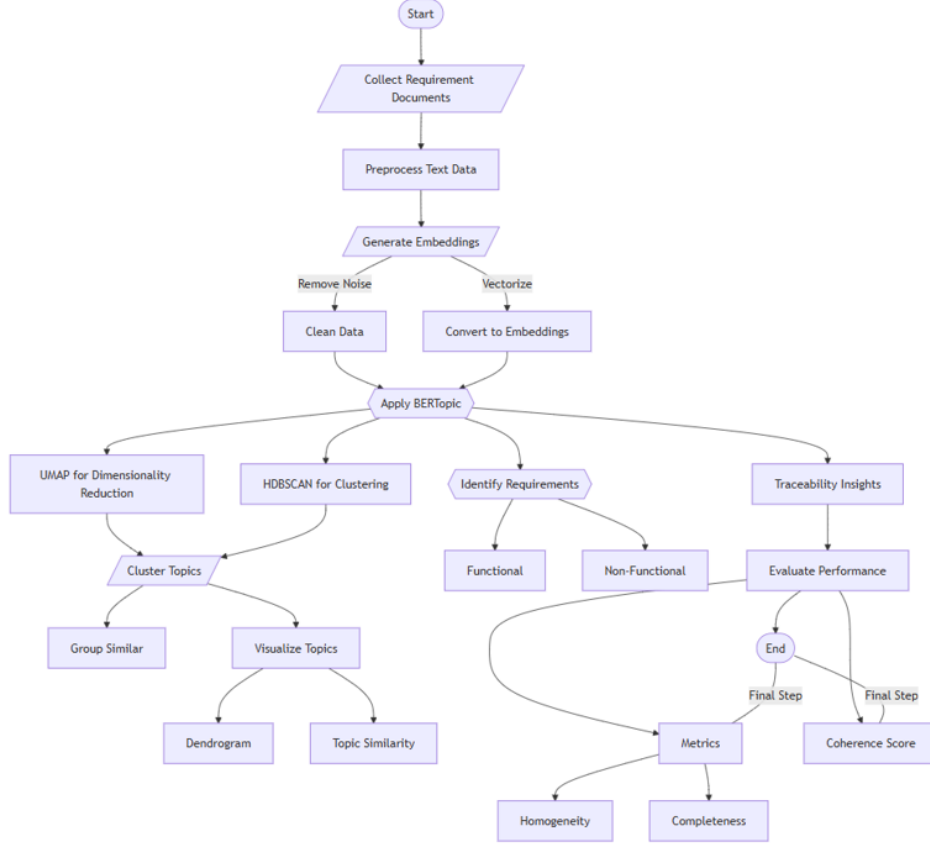 Start
Collect Requirement
Documents
Preprocess Text Data
Generate Embeddings
Remove Noise
Vectorize
Clean Data
Convert to Embeddings
Apply BERTopic
UMAP for Dimensionality
Reduction
HDBSCAN for Clustering
Identify Requirements
Traceability Insights
Cluster Topics
Functional
Non-Functional
Evaluate Performance
Group Similar
Visualize Topics
End
Final Step
Final Step
Dendrogram
Topic Similarity
Metrics
Coherence Score
Homogeneity
Completeness